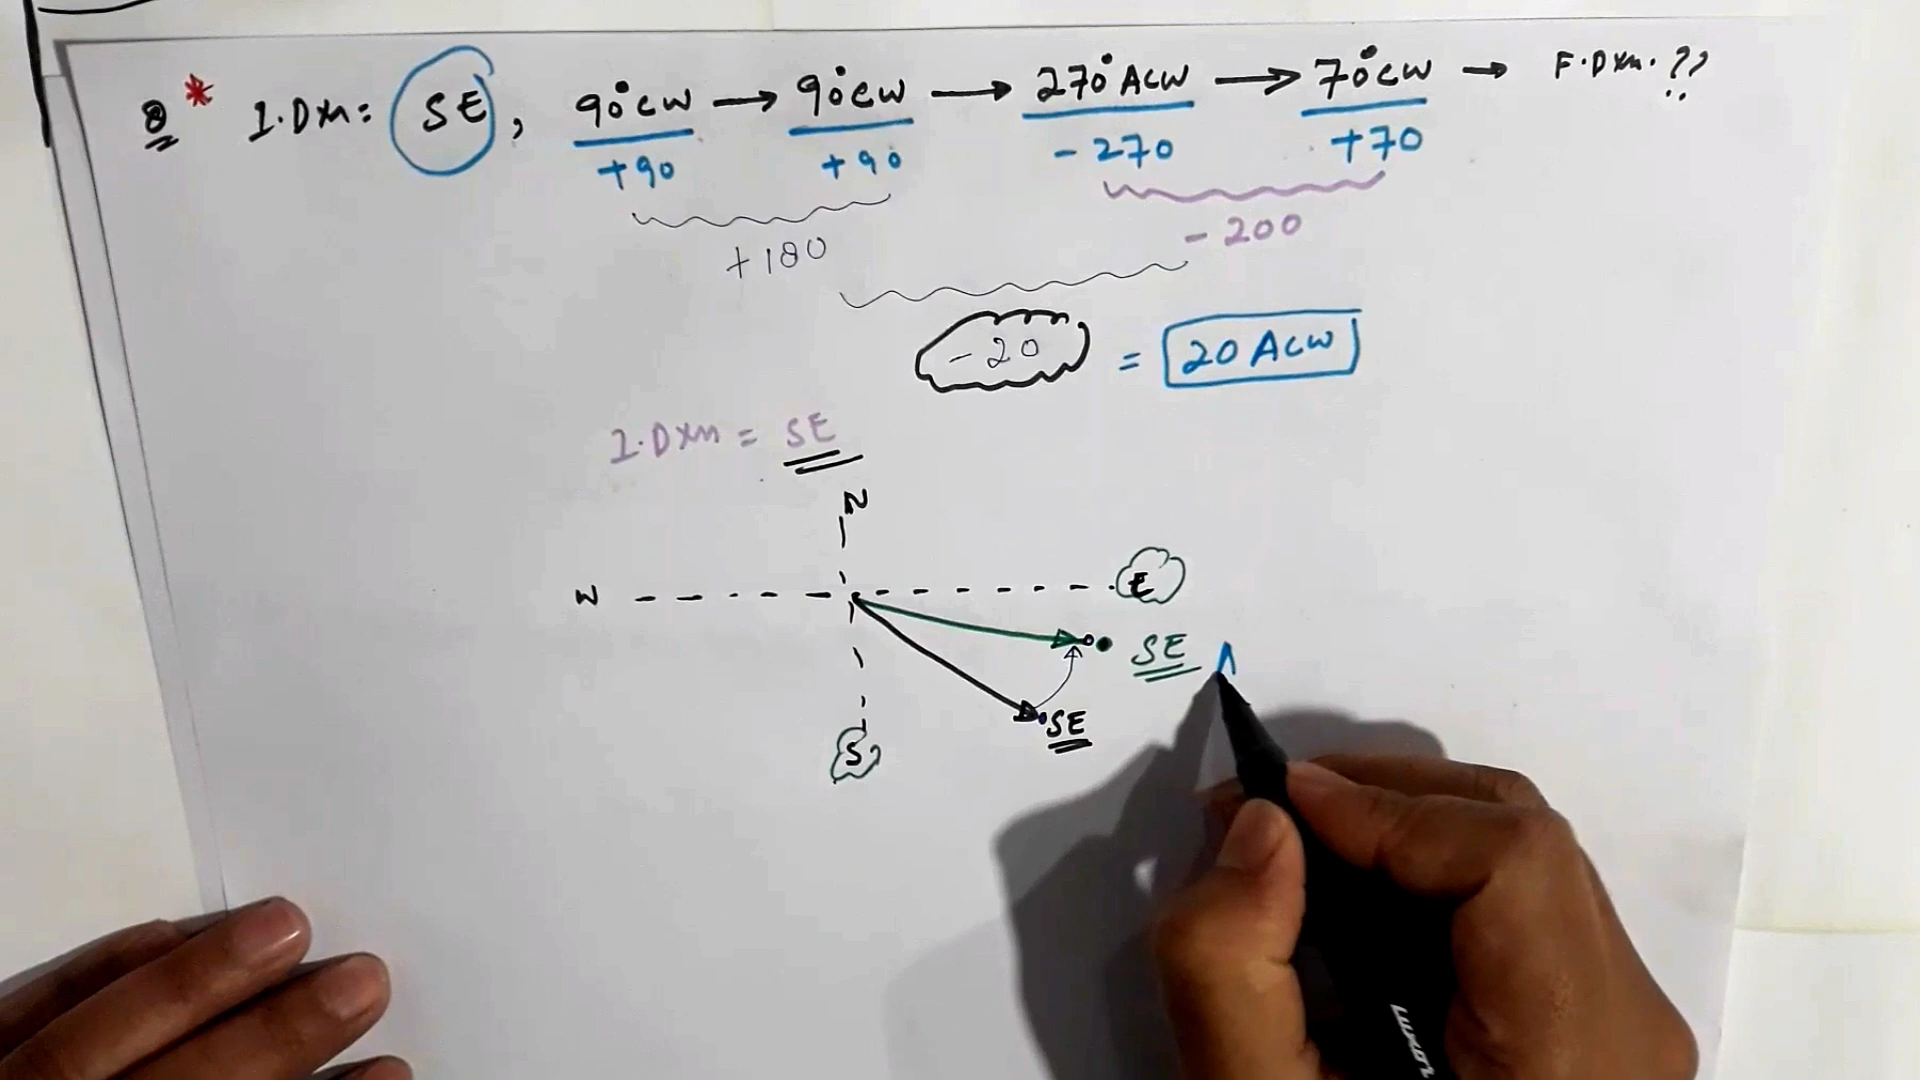 Q * I.Dxn: SE, 90°CW → 90°CW → 270°ACW → 70°CW → F.Dxn. ??
+90 +90 -270 +70
+180 -200
-20 = 20 ACW
I.Dxn = SE
N
W E
SE
SE
S
Luxor